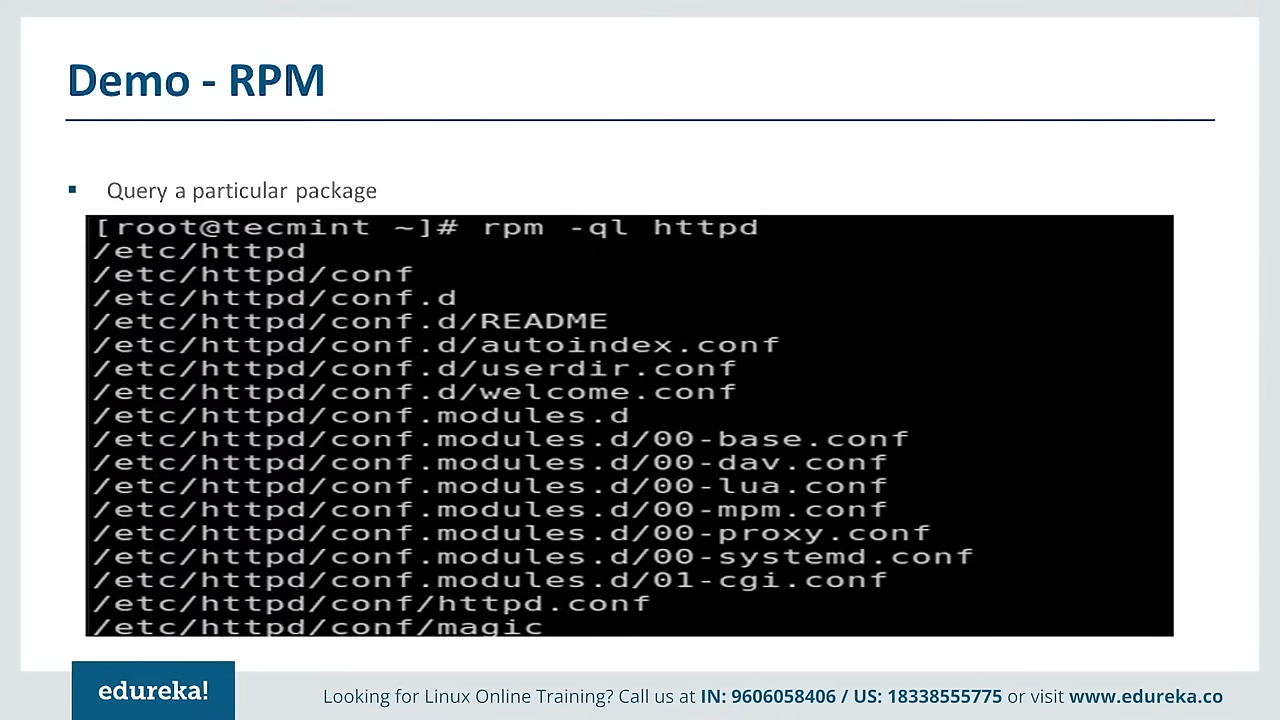 Demo - RPM
Query a particular package
[root@tecmint ~]# rpm -ql httpd
/etc/httpd
/etc/httpd/conf
/etc/httpd/conf.d
/etc/httpd/conf.d/README
/etc/httpd/conf.d/autoindex.conf
/etc/httpd/conf.d/userdir.conf
/etc/httpd/conf.d/welcome.conf
/etc/httpd/conf.modules.d
/etc/httpd/conf.modules.d/00-base.conf
/etc/httpd/conf.modules.d/00-dav.conf
/etc/httpd/conf.modules.d/00-lua.conf
/etc/httpd/conf.modules.d/00-mpm.conf
/etc/httpd/conf.modules.d/00-proxy.conf
/etc/httpd/conf.modules.d/00-systemd.conf
/etc/httpd/conf.modules.d/01-cgi.conf
/etc/httpd/conf/httpd.conf
/etc/httpd/conf/magic
edureka!
Looking for Linux Online Training? Call us at IN: 9606058406 / US: 18338555775 or visit www.edureka.co